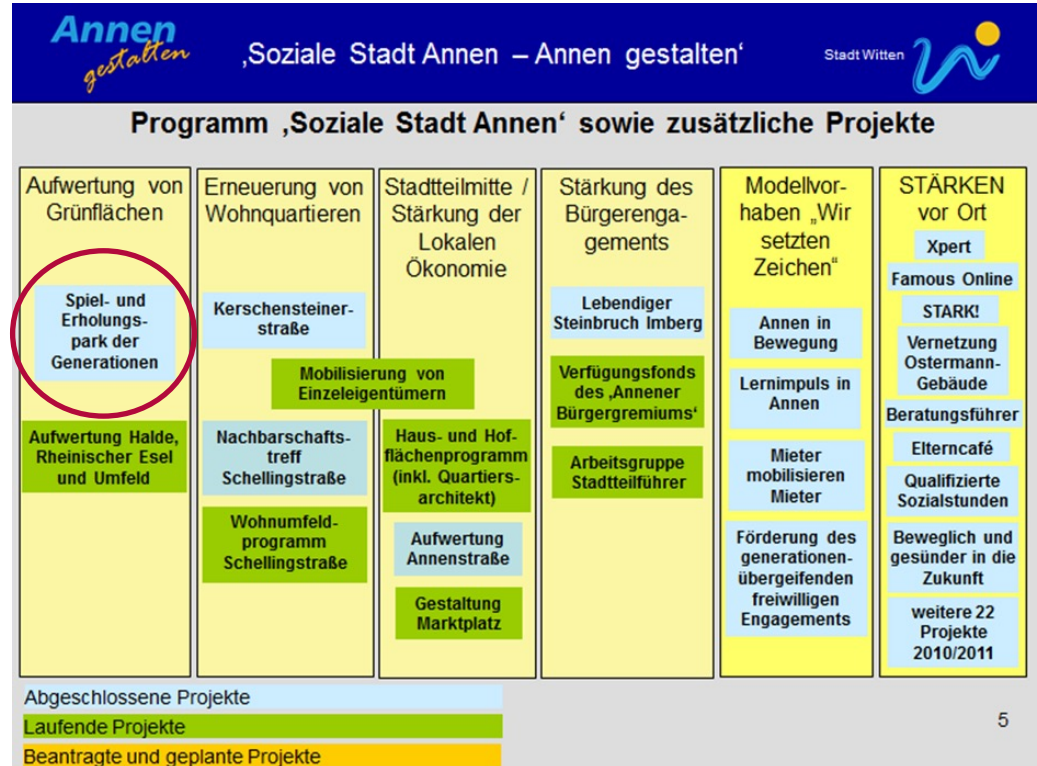 Annen
gestalten
‚Soziale Stadt Annen – Annen gestalten‘
Stadt Witten
Programm ‚Soziale Stadt Annen‘ sowie zusätzliche Projekte
Aufwertung von
Grünflächen
Spiel- und
Erholungs-
park der
Generationen
Aufwertung Halde,
Rheinischer Esel
und Umfeld
Erneuerung von
Wohnquartieren
Kerschensteiner-
straße
Mobilisierung von
Einzeleigentümern
Nachbarschafts-
treff
Schellingstraße
Wohnumfeld-
programm
Schellingstraße
Stadtteilmitte /
Stärkung der
Lokalen
Ökonomie
Haus- und Hof-
flächenprogramm
(inkl. Quartiers-
architekt)
Aufwertung
Annenstraße
Gestaltung
Marktplatz
Stärkung des
Bürgerenga-
gements
Lebendiger
Steinbruch Imberg
Verfügungsfonds
des ‚Annener
Bürgergremiums‘
Arbeitsgruppe
Stadtteilführer
Modellvor-
haben „Wir
setzten
Zeichen“
Annen in
Bewegung
Lernimpuls in
Annen
Mieter
mobilisieren
Mieter
Förderung des
generationen-
übergeifenden
freiwilligen
Engagements
STÄRKEN
vor Ort
Xpert
Famous Online
STARK!
Vernetzung
Ostermann-
Gebäude
Beratungsführer
Elterncafé
Qualifizierte
Sozialstunden
Beweglich und
gesünder in die
Zukunft
weitere 22
Projekte
2010/2011
Abgeschlossene Projekte
Laufende Projekte
Beantragte und geplante Projekte
5